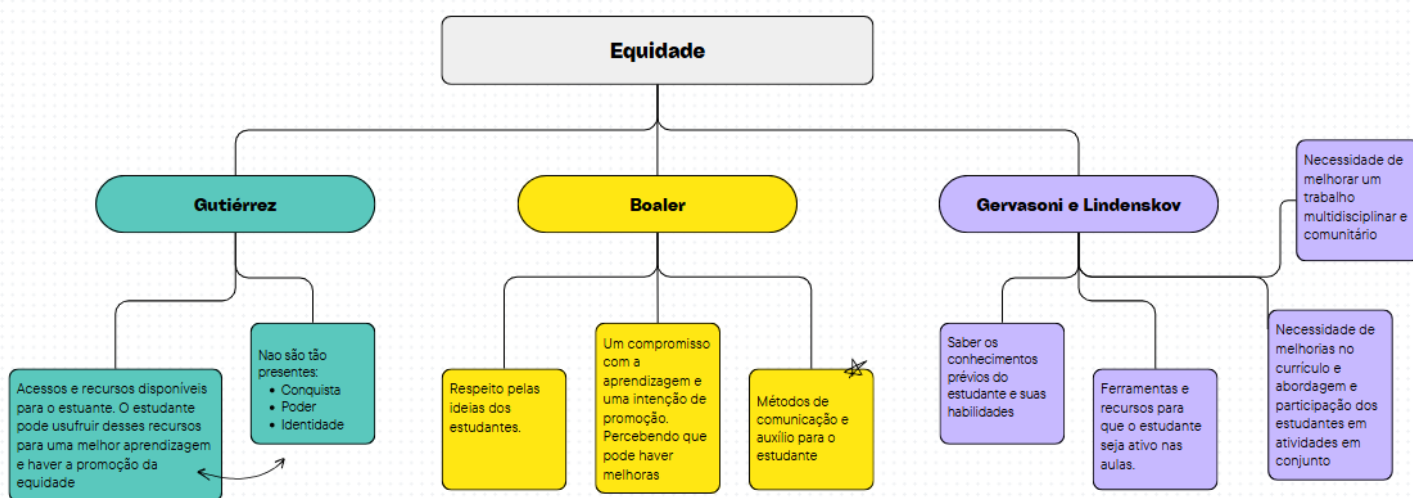 Equidade
Gutiérrez
Boaler
Gervasoni e Lindenskov
Necessidade de
melhorar um
trabalho
multidisciplinar e
comunitário
Acessos e recursos disponíveis
para o estuante. O estudante
pode usufruir desses recursos
para uma melhor aprendizagem
e haver a promoção da
equidade
Nao são tão
presentes:
• Conquista
• Poder
• Identidade
Respeito pelas
ideias dos
estudantes.
Um compromisso
com a
aprendizagem e
uma intenção de
promoção.
Percebendo que
pode haver
melhoras
Métodos de
comunicação e
auxílio para o
estudante
Saber os
conhecimentos
prévios do
estudante e suas
habilidades
Ferramentas e
recursos para
que o estudante
seja ativo nas
aulas.
Necessidade de
melhorias no
currículo e
abordagem e
participação dos
estudantes em
atividades em
conjunto